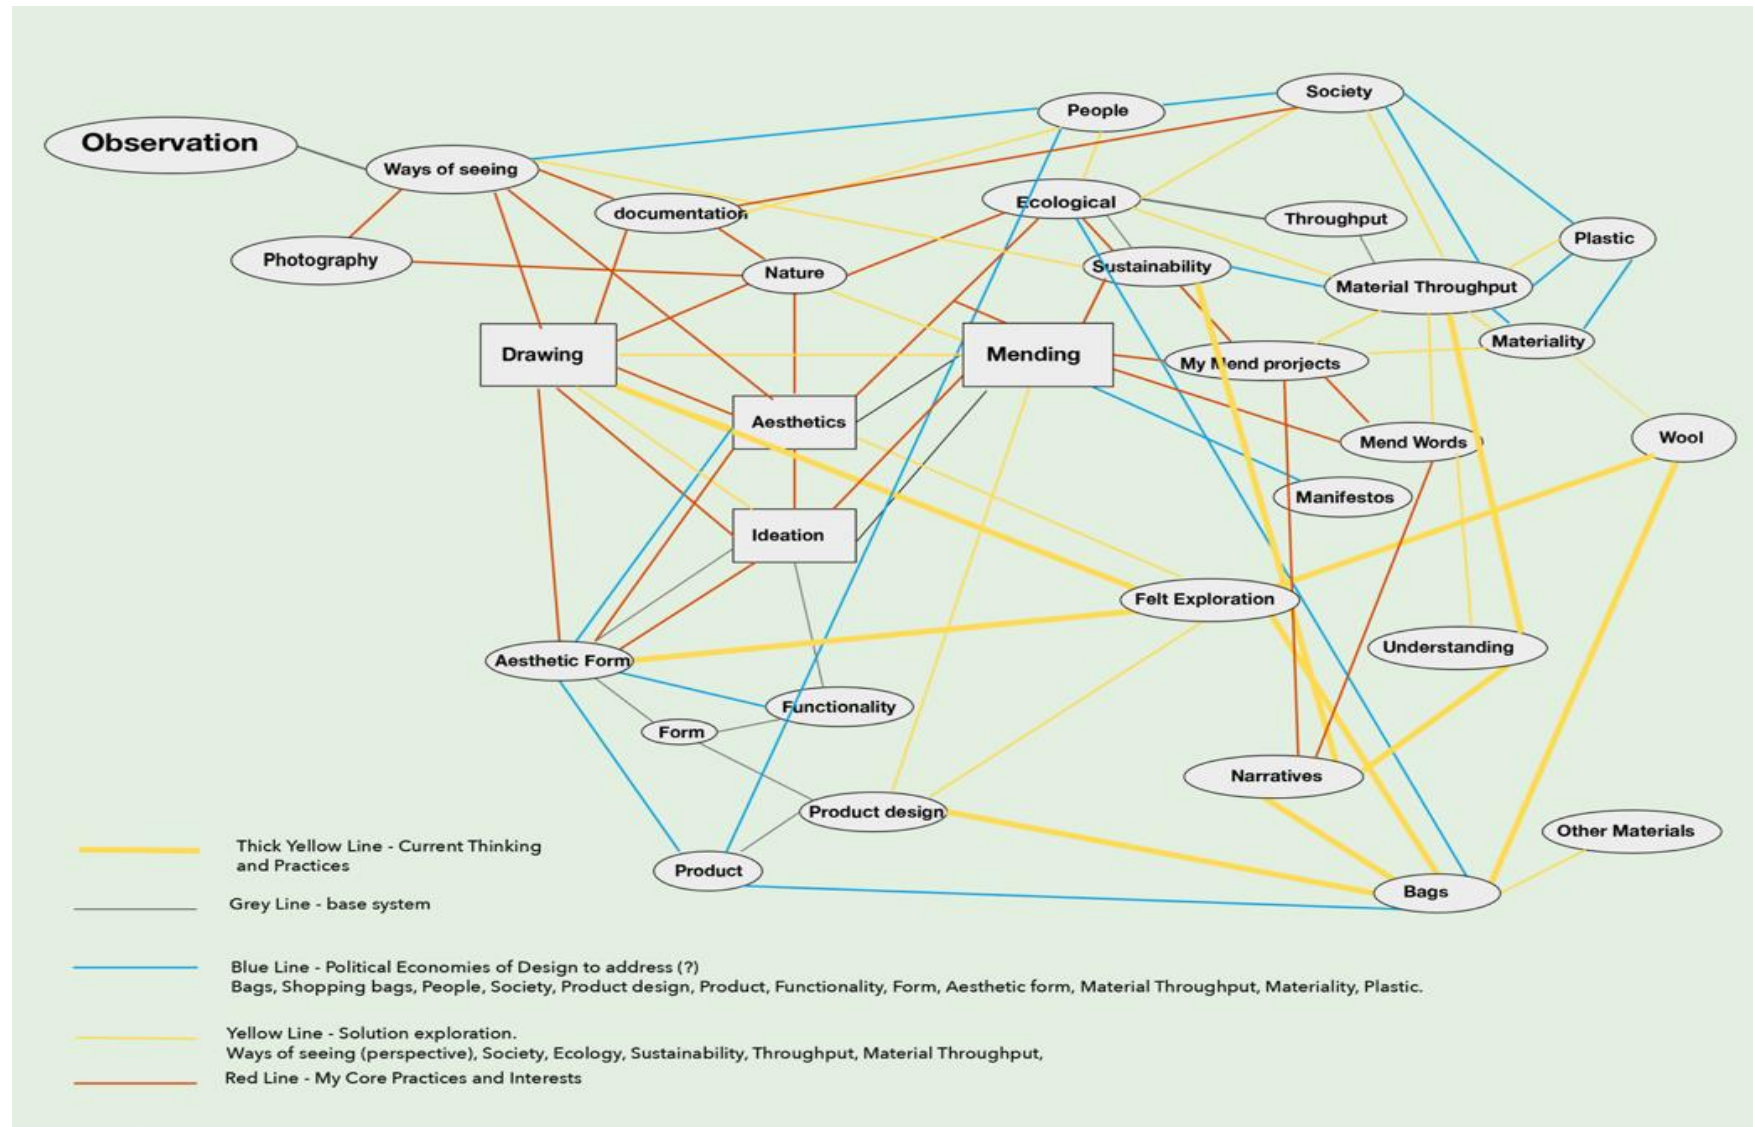 Society
People
Observation
Ways of seeing
Ecological
documentation
Throughput
Plastic
Photography
Nature
Sustainability
Material Throughput
Drawing
Mending
My Mend prorjects
Materiality
Aesthetics
Mend Words
Wool
Manifestos
Ideation
Felt Exploration
Understanding
Aesthetic Form
Functionality
Form
Narratives
Product design
Other Materials
Product
Bags
Thick Yellow Line - Current Thinking
and Practices
Grey Line - base system
Blue Line - Political Economies of Design to address (?)
Bags, Shopping bags, People, Society, Product design, Product, Functionality, Form, Aesthetic form, Material Throughput, Materiality, Plastic.
Yellow Line - Solution exploration.
Ways of seeing (perspective), Society, Ecology, Sustainability, Throughput, Material Throughput,
Red Line - My Core Practices and Interests